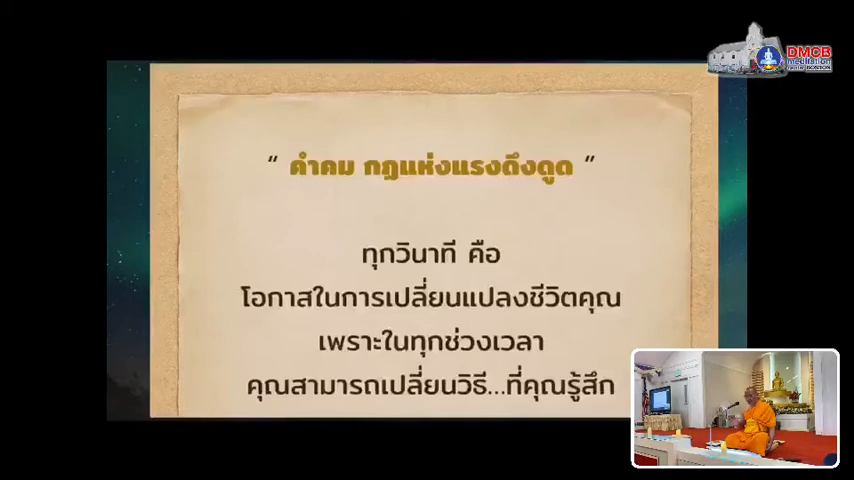 DMCB
meditation
center BOSTON
“ คำคม กฎแห่งแรงดึงดูด ”
ทุกวินาที คือ
โอกาสในการเปลี่ยนแปลงชีวิตคุณ
เพราะในทุกช่วงเวลา
คุณสามารถเปลี่ยนวิธี...ที่คุณรู้สึก